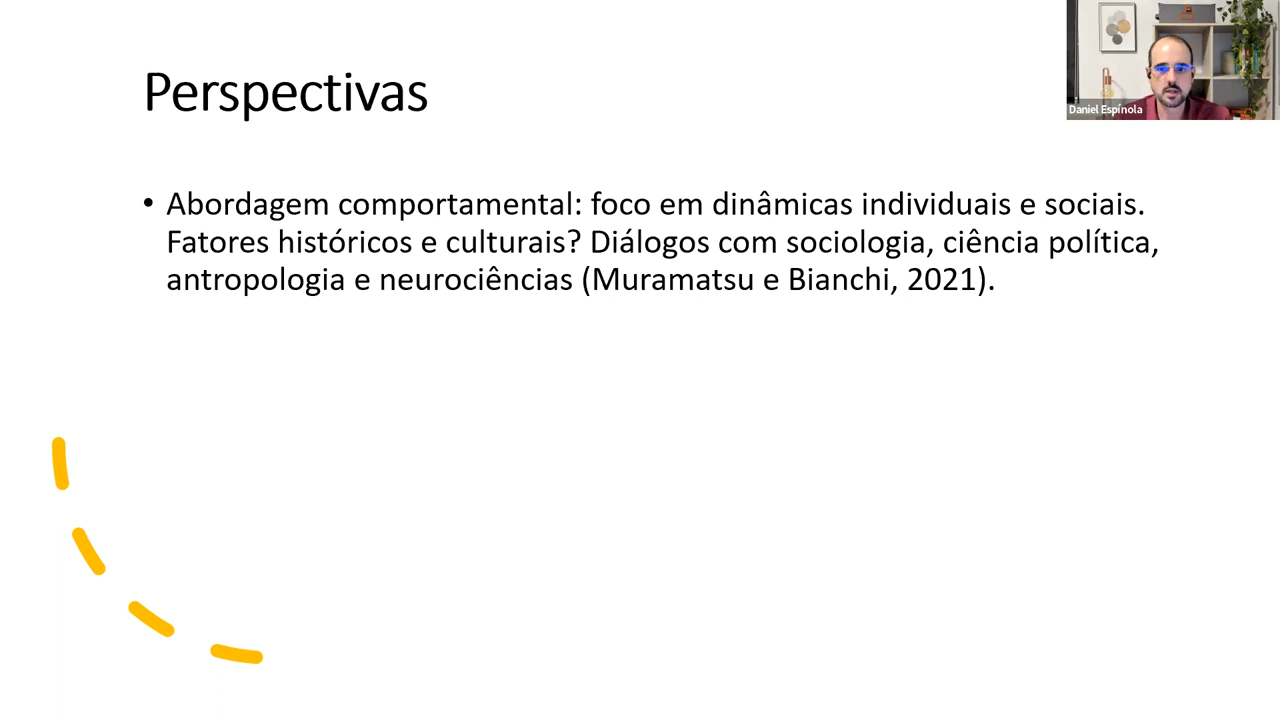 Perspectivas
Daniel Espínola
• Abordagem comportamental: foco em dinâmicas individuais e sociais.
Fatores históricos e culturais? Diálogos com sociologia, ciência política,
antropologia e neurociências (Muramatsu e Bianchi, 2021).